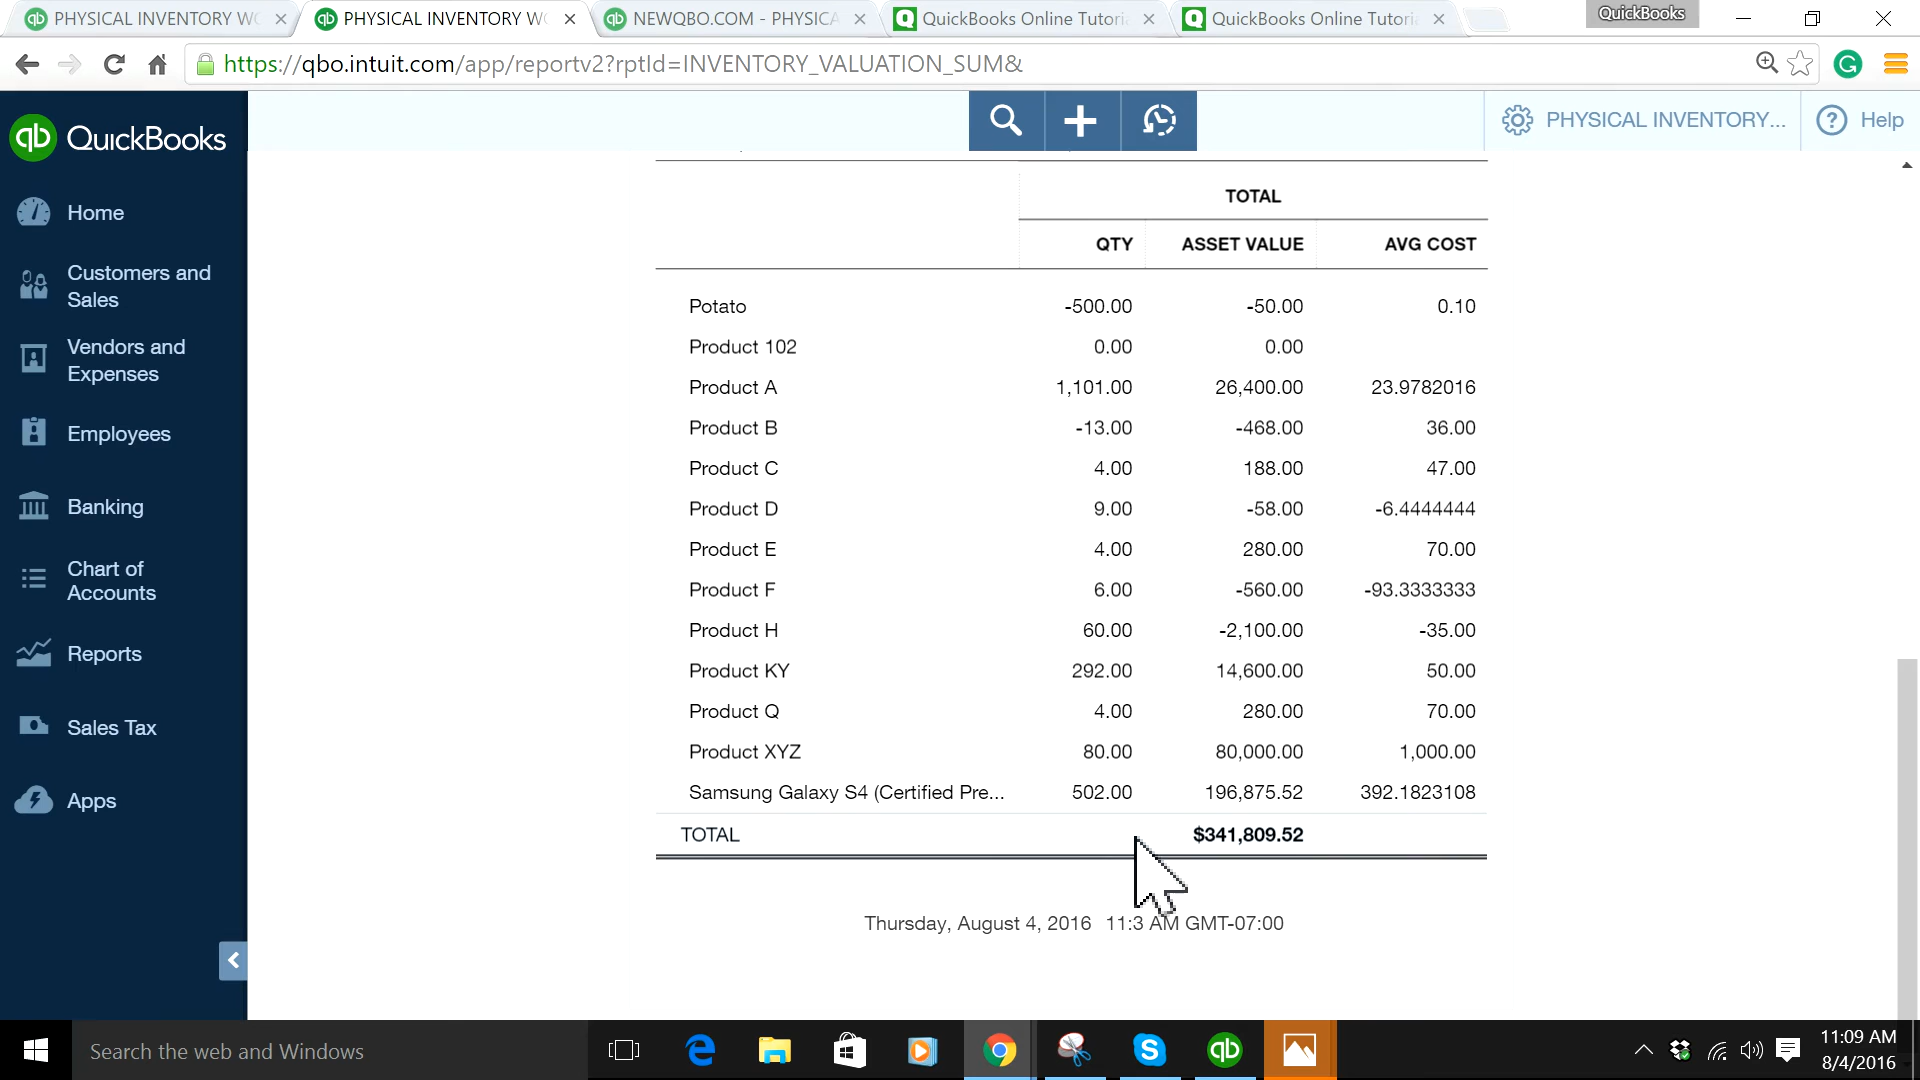 PHYSICAL INVENTORY WO
PHYSICAL INVENTORY WO
NEWQBO.COM - PHYSICA
QuickBooks Online Tutori
QuickBooks Online Tutoria
QuickBooks
https://qbo.intuit.com/app/reportv2?rptId=INVENTORY_VALUATION_SUM&
QuickBooks
PHYSICAL INVENTORY...
Help
Home
Customers and
Sales
Vendors and
Expenses
Employees
Banking
Chart of
Accounts
Reports
Sales Tax
Apps
TOTAL
QTY ASSET VALUE AVG COST
Potato -500.00 -50.00 0.10
Product 102 0.00 0.00
Product A 1,101.00 26,400.00 23.9782016
Product B -13.00 -468.00 36.00
Product C 4.00 188.00 47.00
Product D 9.00 -58.00 -6.4444444
Product E 4.00 280.00 70.00
Product F 6.00 -560.00 -93.3333333
Product H 60.00 -2,100.00 -35.00
Product KY 292.00 14,600.00 50.00
Product Q 4.00 280.00 70.00
Product XYZ 80.00 80,000.00 1,000.00
Samsung Galaxy S4 (Certified Pre... 502.00 196,875.52 392.1823108
TOTAL $341,809.52
Thursday, August 4, 2016 11:3 AM GMT-07:00
Search the web and Windows
11:09 AM
8/4/2016